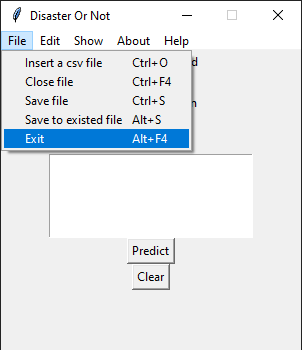 Disaster Or Not
File Edit Show About Help
Insert a csv file Ctrl+O
Close file Ctrl+F4
Save file Ctrl+S
Save to existed file Alt+S
Exit Alt+F4
Predict
Clear